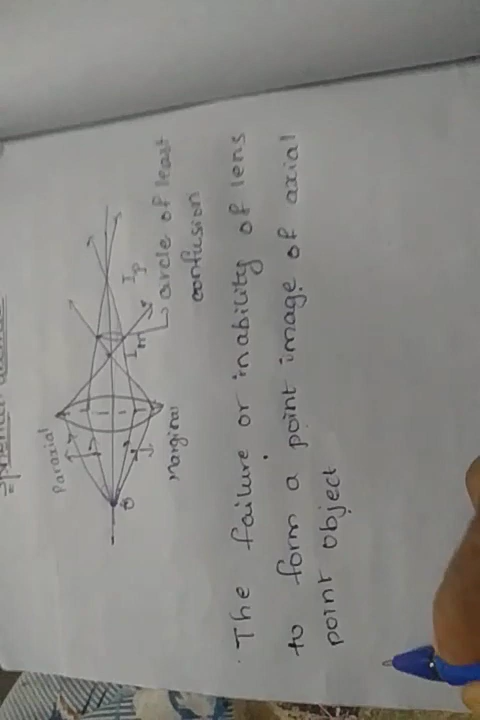 Paraxial
O
Marginal
Im
Ip
circle of least
confusion
. The failure or inability of lens
to form a point image of axial
point object